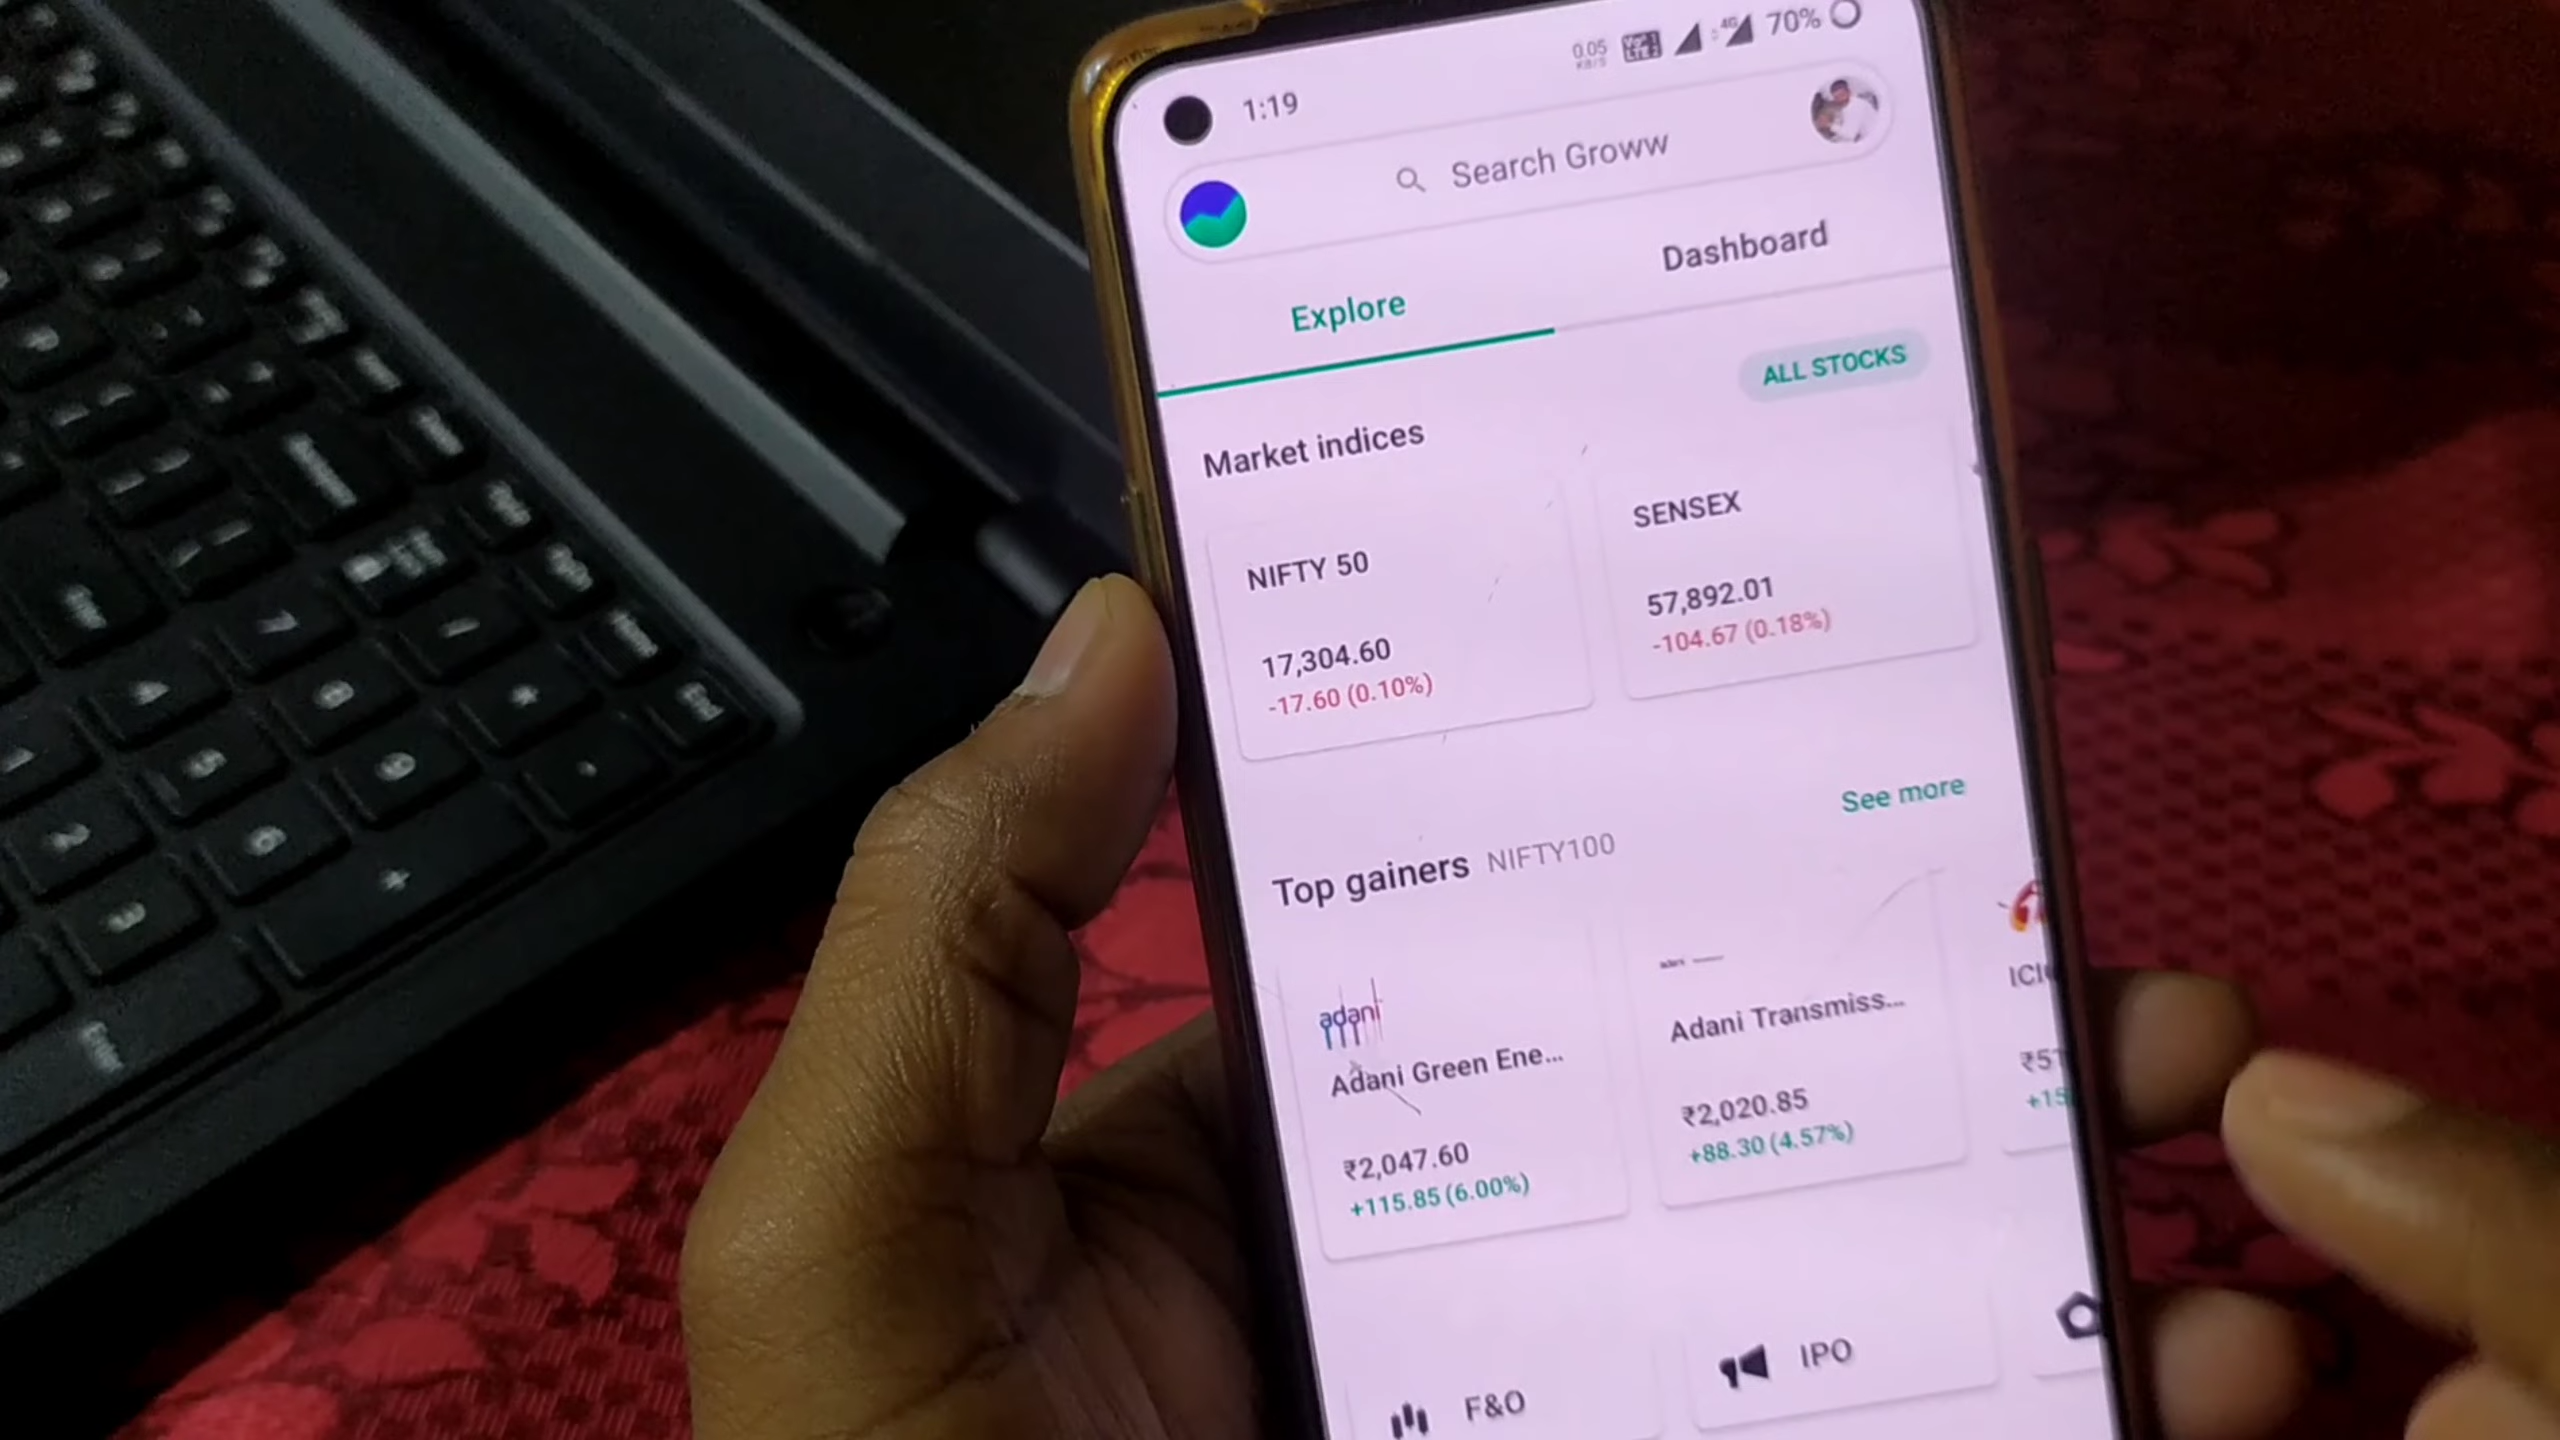 1:19
0.05
KB/S
4G
70%
Search Groww
Explore
Dashboard
ALL STOCKS
Market indices
NIFTY 50
17,304.60
-17.60 (0.10%)
SENSEX
57,892.01
-104.67 (0.18%)
See more
Top gainers NIFTY100
adani
Adani Green Ene...
₹2,047.60
+115.85 (6.00%)
adani
Adani Transmiss...
₹2,020.85
+88.30 (4.57%)
F&O
IPO